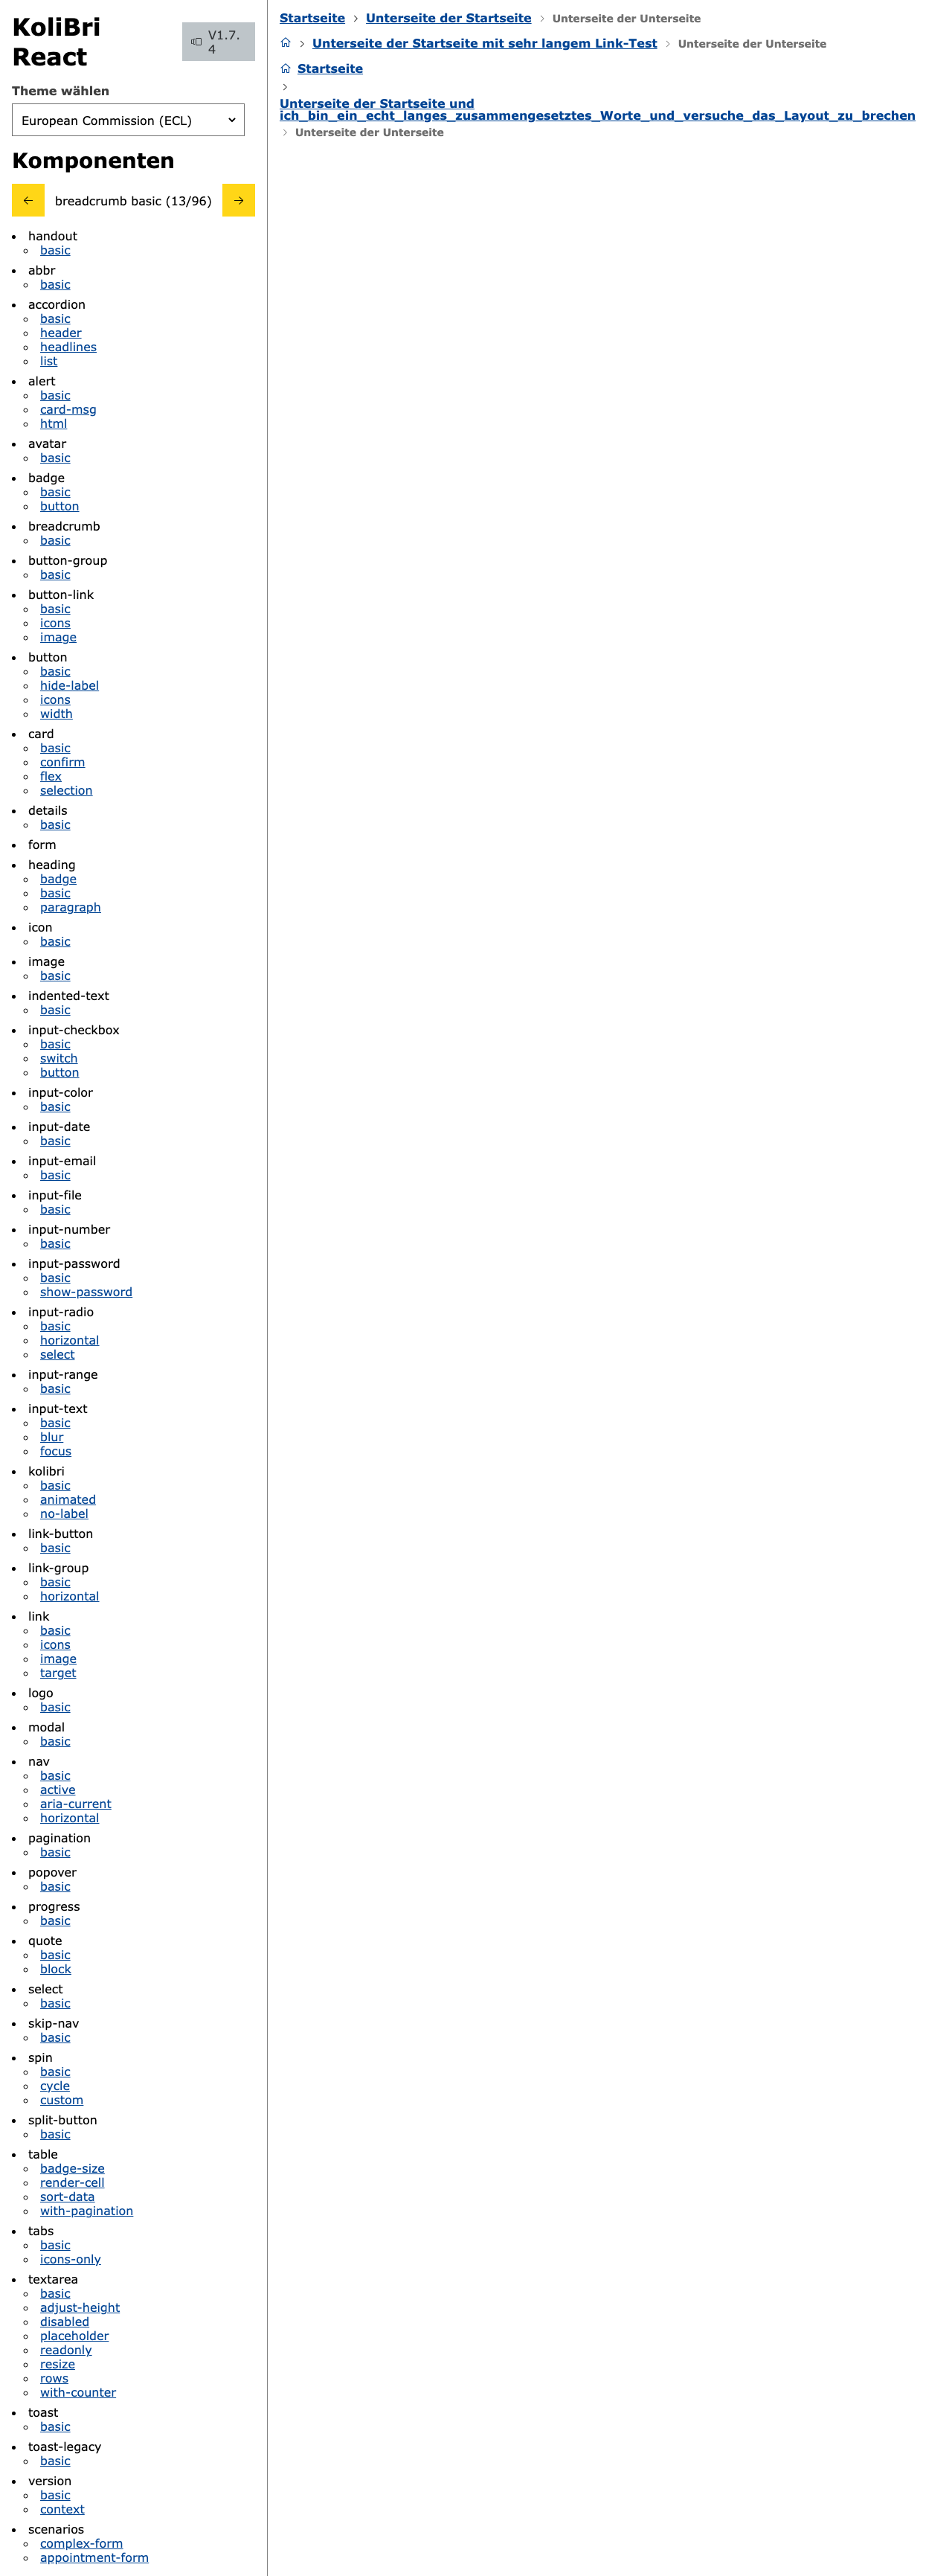 KoliBri
React
V1.7.
4
Theme wählen
European Commission (ECL)
Komponenten
breadcrumb basic (13/96)
handout
basic
abbr
basic
accordion
basic
header
headlines
list
alert
basic
card-msg
html
avatar
basic
badge
basic
button
breadcrumb
basic
button-group
basic
button-link
basic
icons
image
button
basic
hide-label
icons
width
card
basic
confirm
flex
selection
details
basic
form
heading
badge
basic
paragraph
icon
basic
image
basic
indented-text
basic
input-checkbox
basic
switch
button
input-color
basic
input-date
basic
input-email
basic
input-file
basic
input-number
basic
input-password
basic
show-password
input-radio
basic
horizontal
select
input-range
basic
input-text
basic
blur
focus
kolibri
basic
animated
no-label
link-button
basic
link-group
basic
horizontal
link
basic
icons
image
target
logo
basic
modal
basic
nav
basic
active
aria-current
horizontal
pagination
basic
popover
basic
progress
basic
quote
basic
block
select
basic
skip-nav
basic
spin
basic
cycle
custom
split-button
basic
table
badge-size
render-cell
sort-data
with-pagination
tabs
basic
icons-only
textarea
basic
adjust-height
disabled
placeholder
readonly
resize
rows
with-counter
toast
basic
toast-legacy
basic
version
basic
context
scenarios
complex-form
appointment-form
Startseite > Unterseite der Startseite > Unterseite der Unterseite
> Unterseite der Startseite mit sehr langem Link-Test > Unterseite der Unterseite
Startseite
>
Unterseite der Startseite und
ich_bin_ein_echt_langes_zusammengesetztes_Worte_und_versuche_das_Layout_zu_brechen
> Unterseite der Unterseite